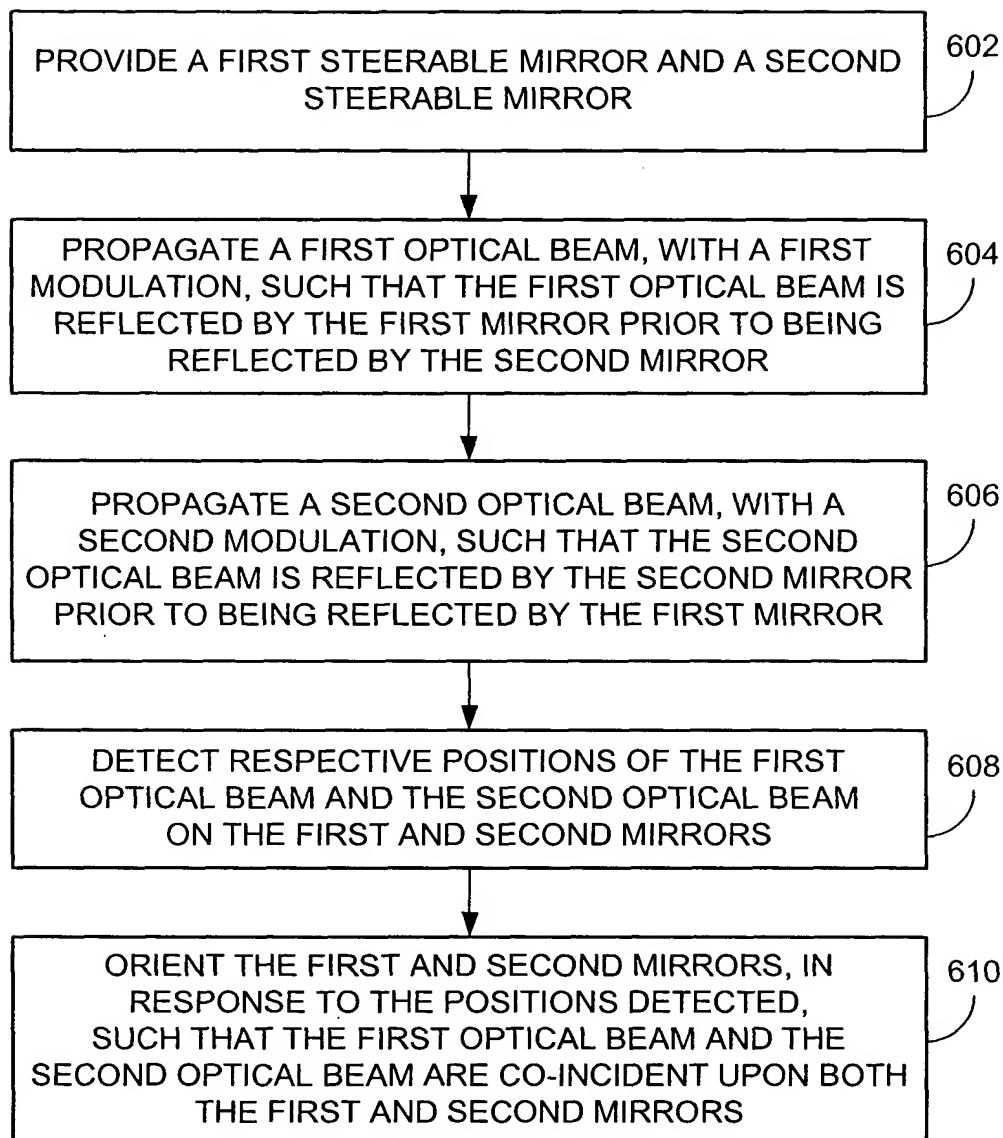 PROVIDE A FIRST STEERABLE MIRROR AND A SECOND
STEERABLE MIRROR
602
PROPAGATE A FIRST OPTICAL BEAM, WITH A FIRST
MODULATION, SUCH THAT THE FIRST OPTICAL BEAM IS
REFLECTED BY THE FIRST MIRROR PRIOR TO BEING
REFLECTED BY THE SECOND MIRROR
604
PROPAGATE A SECOND OPTICAL BEAM, WITH A
SECOND MODULATION, SUCH THAT THE SECOND
OPTICAL BEAM IS REFLECTED BY THE SECOND MIRROR
PRIOR TO BEING REFLECTED BY THE FIRST MIRROR
606
DETECT RESPECTIVE POSITIONS OF THE FIRST
OPTICAL BEAM AND THE SECOND OPTICAL BEAM
ON THE FIRST AND SECOND MIRRORS
608
ORIENT THE FIRST AND SECOND MIRRORS, IN
RESPONSE TO THE POSITIONS DETECTED,
SUCH THAT THE FIRST OPTICAL BEAM AND THE
SECOND OPTICAL BEAM ARE CO-INCIDENT UPON BOTH
THE FIRST AND SECOND MIRRORS
610